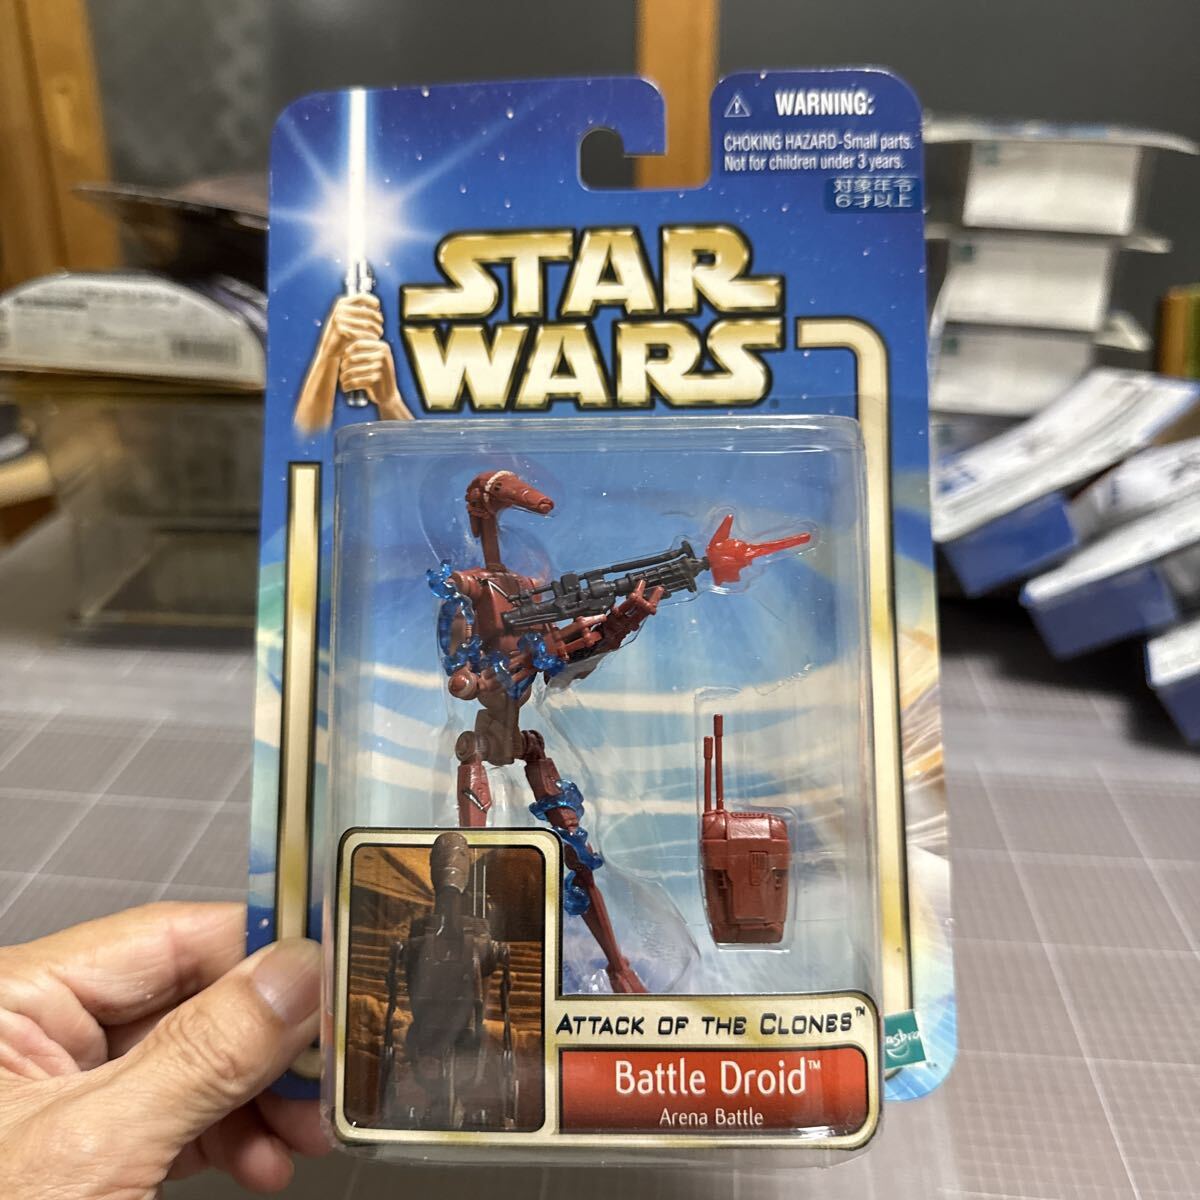 WARNING:
CHOKING HAZARD-Small parts.
Not for children under 3 years.
対象年令
6才以上
STAR
WARS
ATTACK OF THE CLONES™
Battle Droid™
Arena Battle
Hasbro